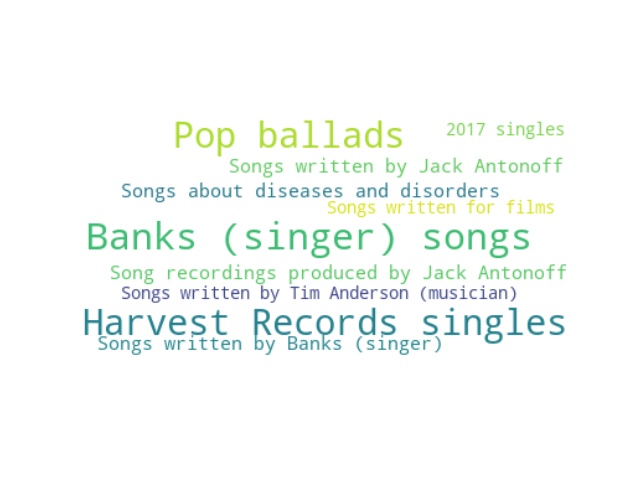 Pop ballads
2017 singles
Songs written by Jack Antonoff
Songs about diseases and disorders
Songs written for films
Banks (singer) songs
Song recordings produced by Jack Antonoff
Songs written by Tim Anderson (musician)
Harvest Records singles
Songs written by Banks (singer)